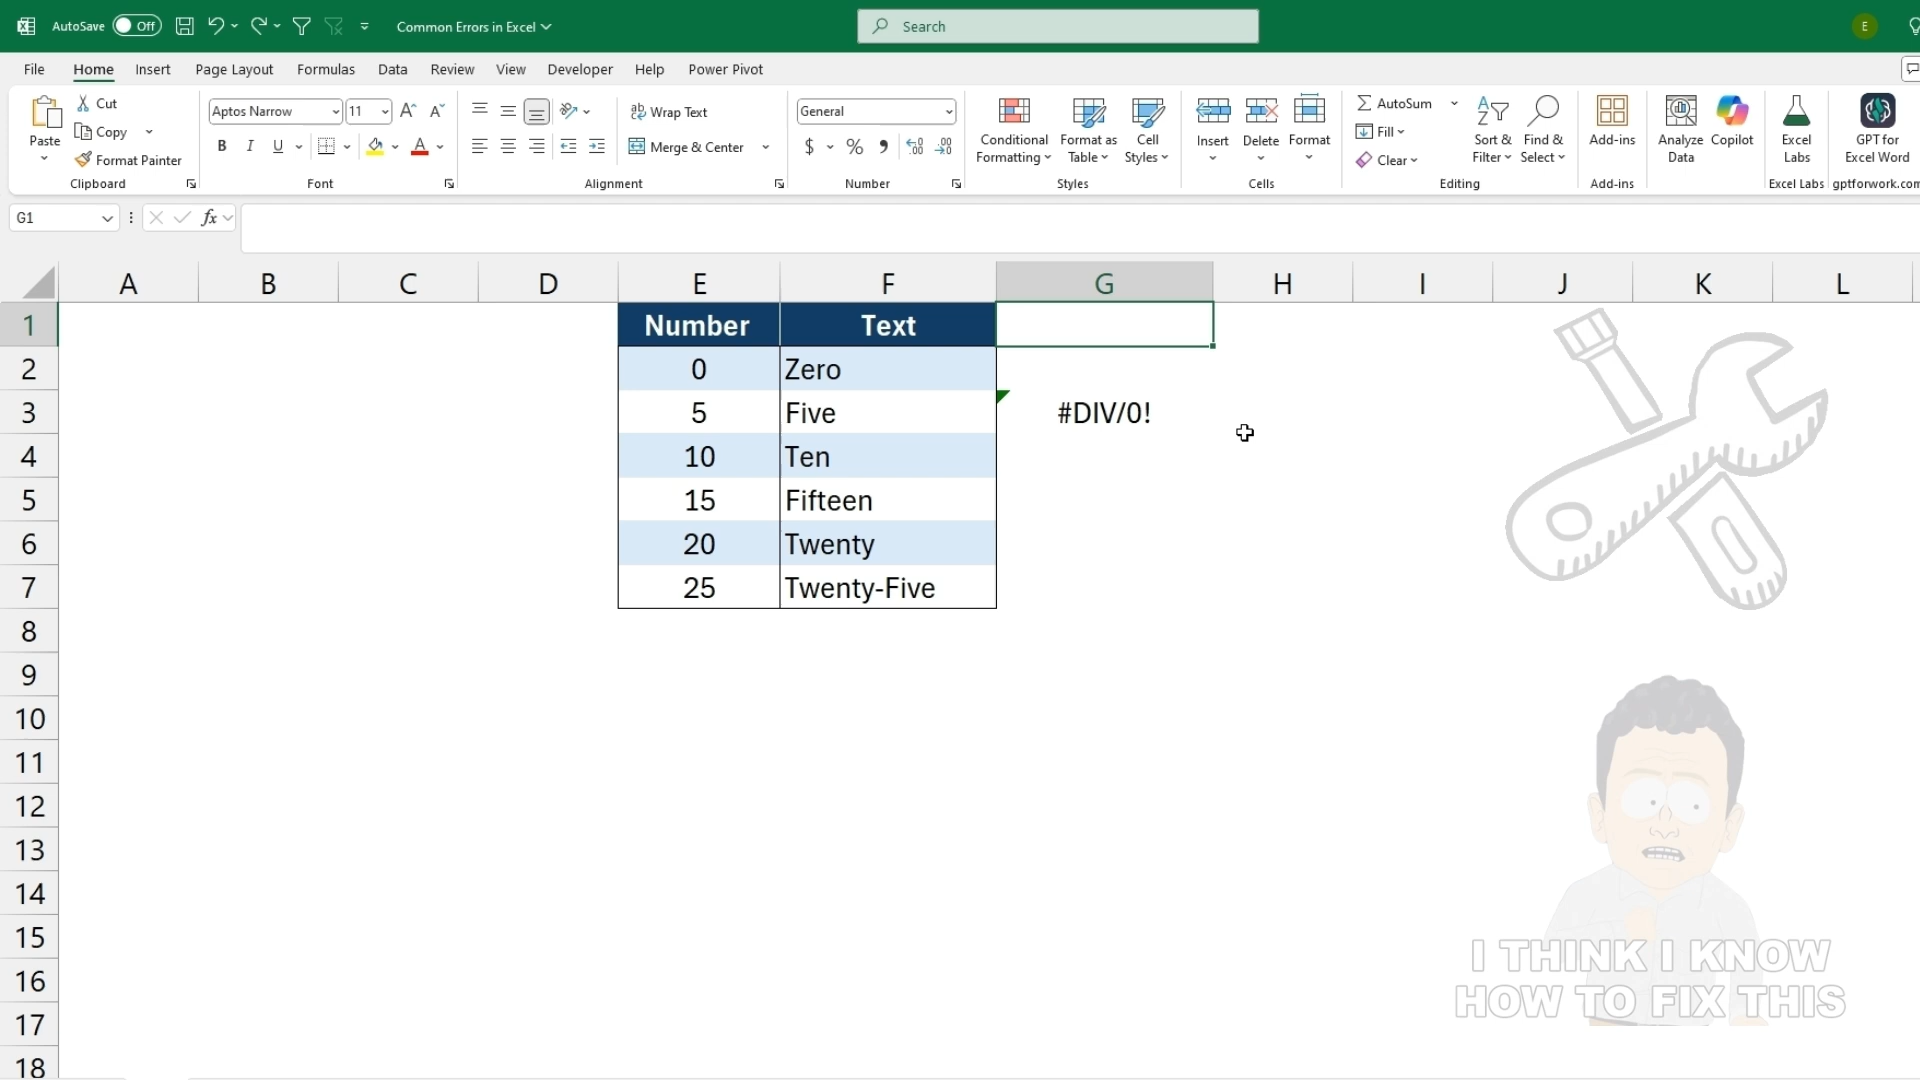 AutoSave Off Common Errors in Excel Search E
File Home Insert Page Layout Formulas Data Review View Developer Help Power Pivot
Paste
Cut
Copy
Format Painter
Clipboard
Aptos Narrow 11
B I U
Font
Wrap Text
Merge & Center
Alignment
General
$ % ,
Number
Conditional
Formatting
Format as
Table
Cell
Styles
Styles
Insert Delete Format
Cells
AutoSum
Fill
Clear
Sort &
Filter
Find &
Select
Editing
Add-ins
Add-ins
Analyze
Data
Copilot
Excel
Labs
Excel Labs
GPT for
Excel Word
gptforwork.com
G1 fx
A B C D E F G H I J K L
1 Number Text
2 0 Zero
3 5 Five #DIV/0!
4 10 Ten
5 15 Fifteen
6 20 Twenty
7 25 Twenty-Five
8
9
10
11
12
13
14
15
16
17
18
I THINK I KNOW
HOW TO FIX THIS